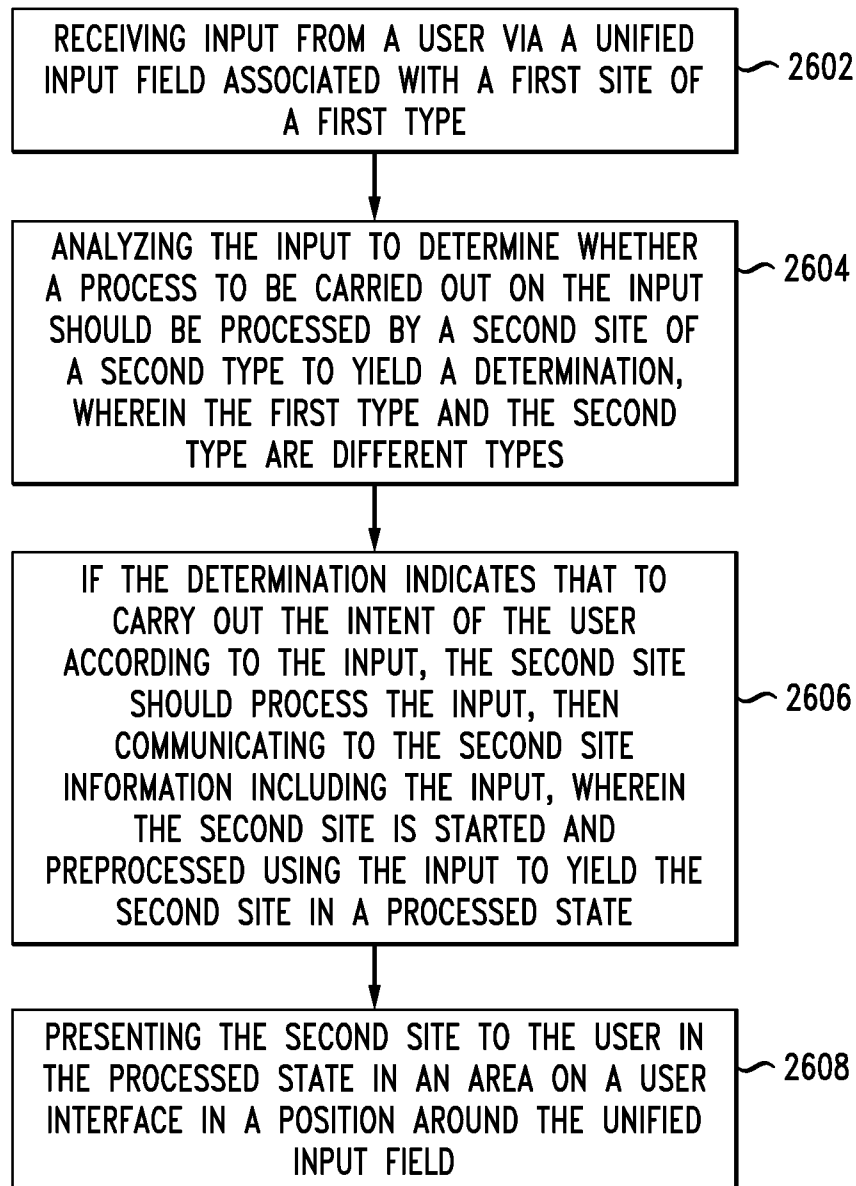 RECEIVING INPUT FROM A USER VIA A UNIFIED
INPUT FIELD ASSOCIATED WITH A FIRST SITE OF
A FIRST TYPE
2602
ANALYZING THE INPUT TO DETERMINE WHETHER
A PROCESS TO BE CARRIED OUT ON THE INPUT
SHOULD BE PROCESSED BY A SECOND SITE OF
A SECOND TYPE TO YIELD A DETERMINATION,
WHEREIN THE FIRST TYPE AND THE SECOND
TYPE ARE DIFFERENT TYPES
2604
IF THE DETERMINATION INDICATES THAT TO
CARRY OUT THE INTENT OF THE USER
ACCORDING TO THE INPUT, THE SECOND SITE
SHOULD PROCESS THE INPUT, THEN
COMMUNICATING TO THE SECOND SITE
INFORMATION INCLUDING THE INPUT, WHEREIN
THE SECOND SITE IS STARTED AND
PREPROCESSED USING THE INPUT TO YIELD THE
SECOND SITE IN A PROCESSED STATE
2606
PRESENTING THE SECOND SITE TO THE USER IN
THE PROCESSED STATE IN AN AREA ON A USER
INTERFACE IN A POSITION AROUND THE UNIFIED
INPUT FIELD
2608